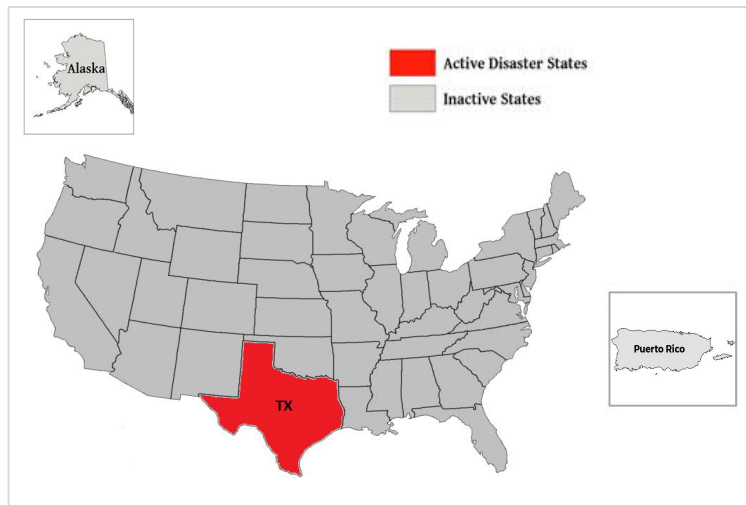 Alaska
Active Disaster States
Inactive States
Puerto Rico
TX